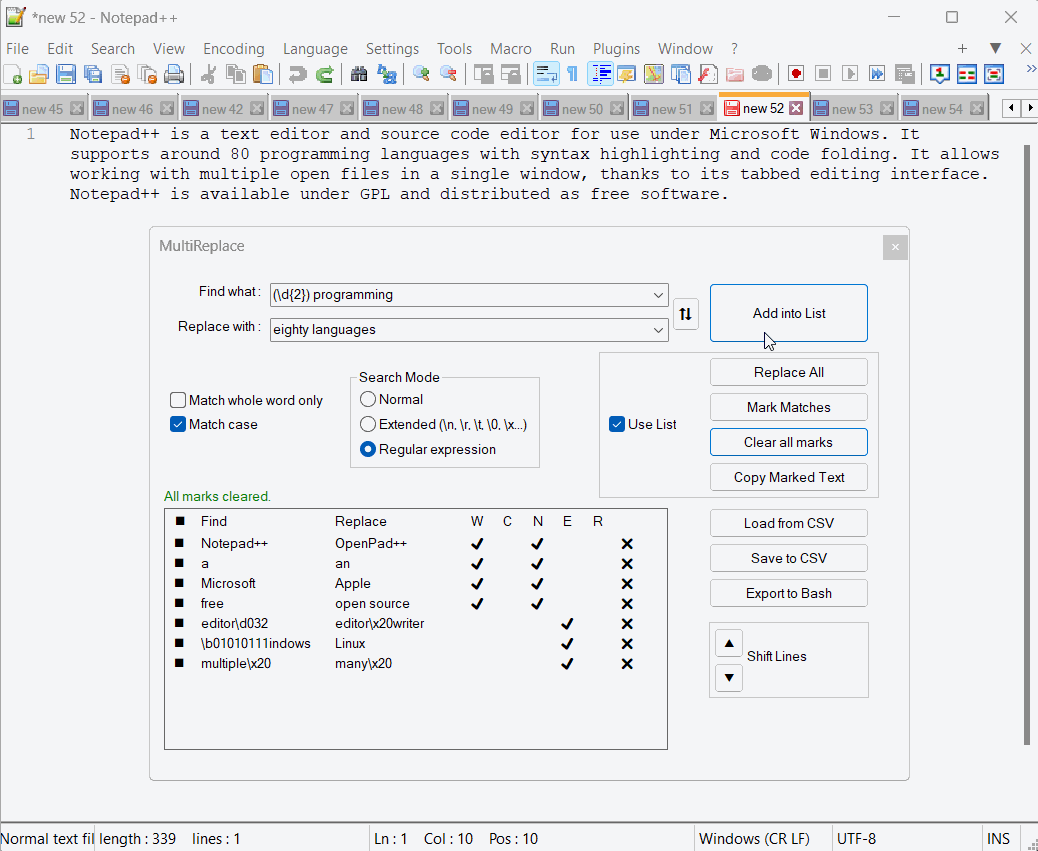 *new 52 - Notepad++
File Edit Search View Encoding Language Settings Tools Macro Run Plugins Window ?
new 45 new 46 new 42 new 47 new 48 new 49 new 50 new 51 new 52 new 53 new 54
1 Notepad++ is a text editor and source code editor for use under Microsoft Windows. It
supports around 80 programming languages with syntax highlighting and code folding. It allows
working with multiple open files in a single window, thanks to its tabbed editing interface.
Notepad++ is available under GPL and distributed as free software.
MultiReplace
Find what : (\d{2}) programming
Replace with : eighty languages
Add into List
Search Mode
Replace All
Match whole word only
Normal
Mark Matches
Match case
Extended (\n, \r, \t, \0, \x...)
Use List
Clear all marks
Regular expression
Copy Marked Text
All marks cleared.
Find Replace W C N E R
Load from CSV
Notepad++ OpenPad++
a an
Save to CSV
Microsoft Apple
free open source
Export to Bash
editor\d032 editor\x20writer
\b01010111indows Linux
multiple\x20 many\x20
Shift Lines
Normal text fil length : 339 lines : 1 Ln : 1 Col : 10 Pos : 10 Windows (CR LF) UTF-8 INS